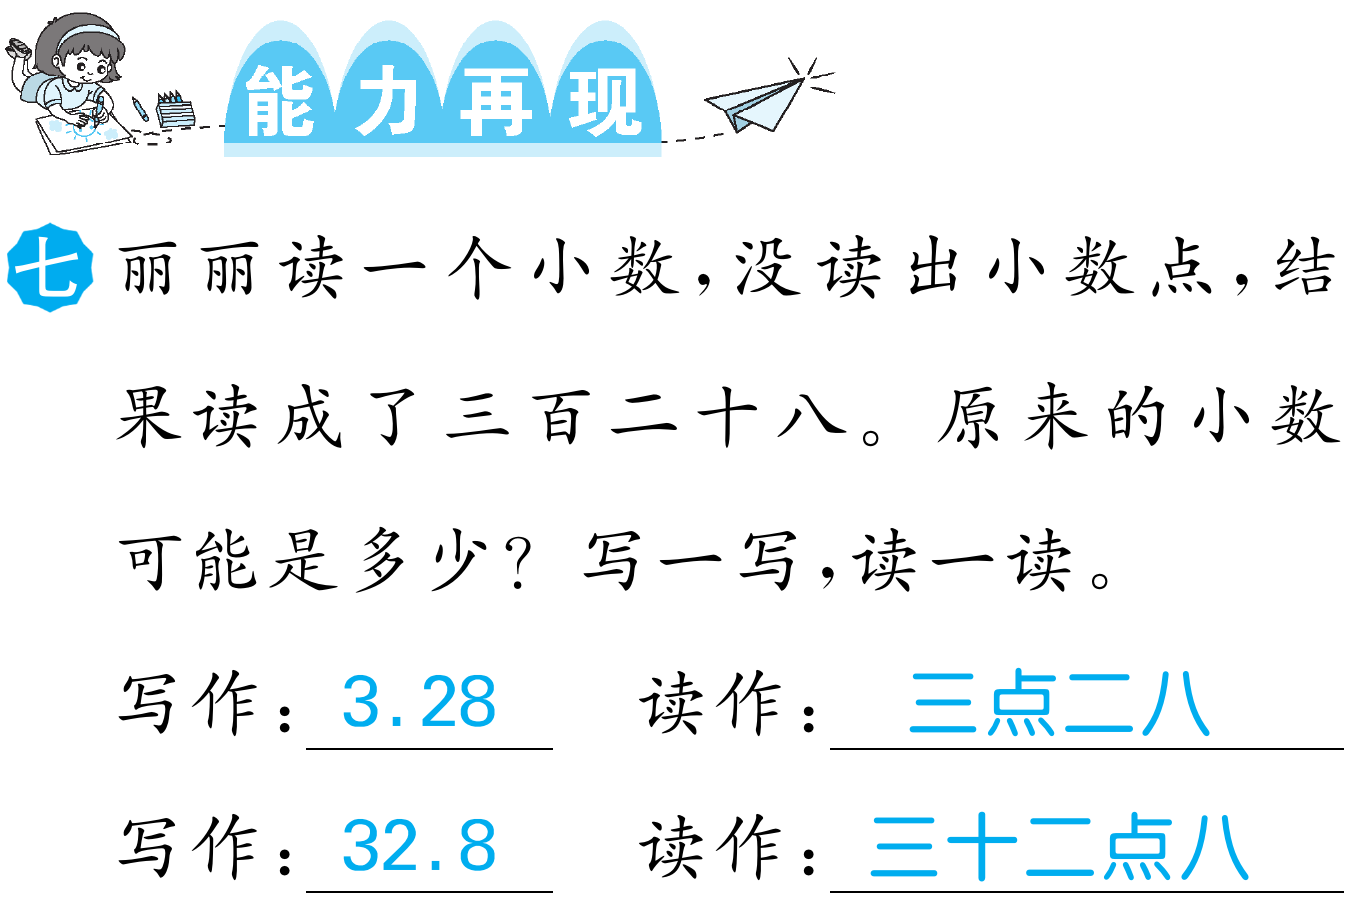 能力再现
七 丽丽读一个小数，没读出小数点，结
果读成了三百二十八。原来的小数
可能是多少？写一写，读一读。
写作：3.28 读作：三点二八
写作：32.8 读作：三十二点八